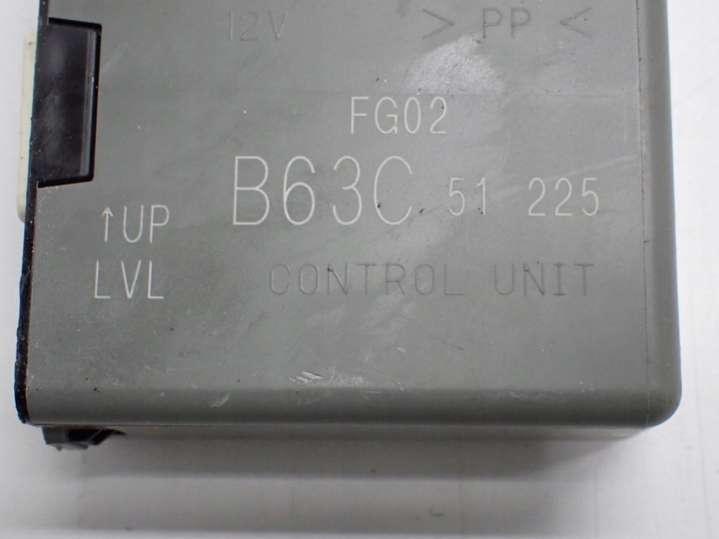 12V > PP <
FG02
B63C 51 225
↑UP
LVL CONTROL UNIT